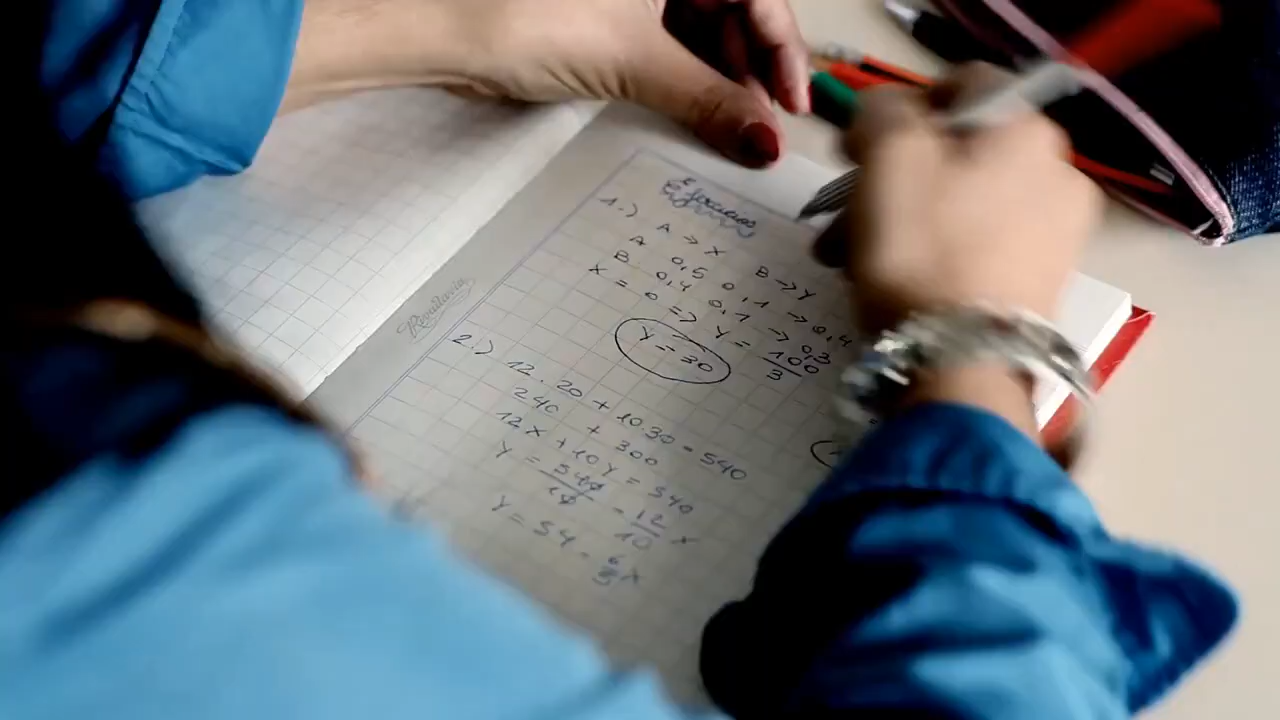 Ejercicios
1.) A → X B → Y
A 0,5 0,1 → 0,4
B 0,4 0,1 → 0,3
X = 0 => Y = 100/3
Y = 30
Rivadavia
2.) 12.20 + 10.30 = 540
240 + 300
12X + 10Y = 540
Y = 540/10 - 12/10 X
Y = 54 - 6/5 X